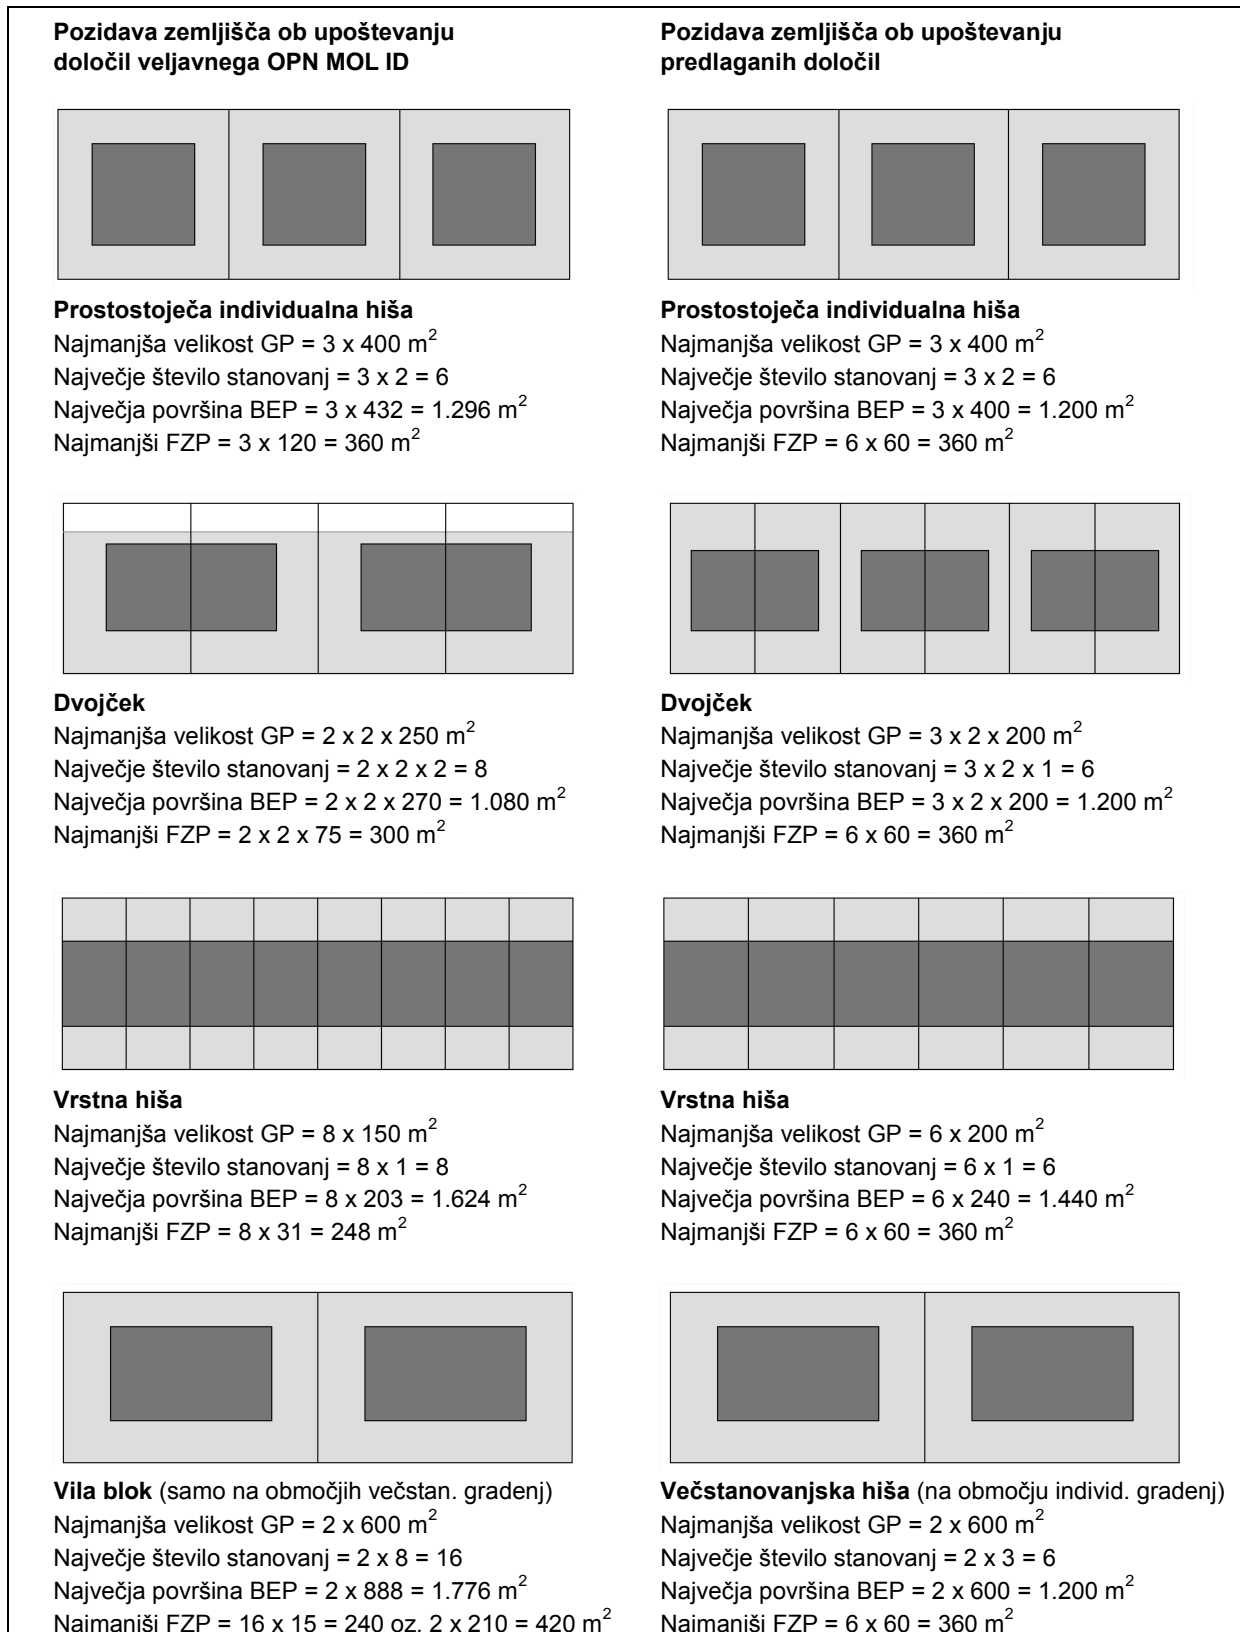 Pozidava zemljišča ob upoštevanju
določil veljavnega OPN MOL ID
Prostostoječa individualna hiša
Najmanjša velikost GP = 3 x 400 m²
Največje število stanovanj = 3 x 2 = 6
Največja površina BEP = 3 x 432 = 1.296 m²
Najmanjši FZP = 3 x 120 = 360 m²
Dvojček
Najmanjša velikost GP = 2 x 2 x 250 m²
Največje število stanovanj = 2 x 2 x 2 = 8
Največja površina BEP = 2 x 2 x 270 = 1.080 m²
Najmanjši FZP = 2 x 2 x 75 = 300 m²
Vrstna hiša
Najmanjša velikost GP = 8 x 150 m²
Največje število stanovanj = 8 x 1 = 8
Največja površina BEP = 8 x 203 = 1.624 m²
Najmanjši FZP = 8 x 31 = 248 m²
Vila blok (samo na območjih večstan. gradenj)
Najmanjša velikost GP = 2 x 600 m²
Največje število stanovanj = 2 x 8 = 16
Največja površina BEP = 2 x 888 = 1.776 m²
Najmanjši FZP = 16 x 15 = 240 oz. 2 x 210 = 420 m²
Pozidava zemljišča ob upoštevanju
predlaganih določil
Prostostoječa individualna hiša
Najmanjša velikost GP = 3 x 400 m²
Največje število stanovanj = 3 x 2 = 6
Največja površina BEP = 3 x 400 = 1.200 m²
Najmanjši FZP = 6 x 60 = 360 m²
Dvojček
Najmanjša velikost GP = 3 x 2 x 200 m²
Največje število stanovanj = 3 x 2 x 1 = 6
Največja površina BEP = 3 x 2 x 200 = 1.200 m²
Najmanjši FZP = 6 x 60 = 360 m²
Vrstna hiša
Najmanjša velikost GP = 6 x 200 m²
Največje število stanovanj = 6 x 1 = 6
Največja površina BEP = 6 x 240 = 1.440 m²
Najmanjši FZP = 6 x 60 = 360 m²
Večstanovanjska hiša (na območju individ. gradenj)
Najmanjša velikost GP = 2 x 600 m²
Največje število stanovanj = 2 x 3 = 6
Največja površina BEP = 2 x 600 = 1.200 m²
Najmanjši FZP = 6 x 60 = 360 m²